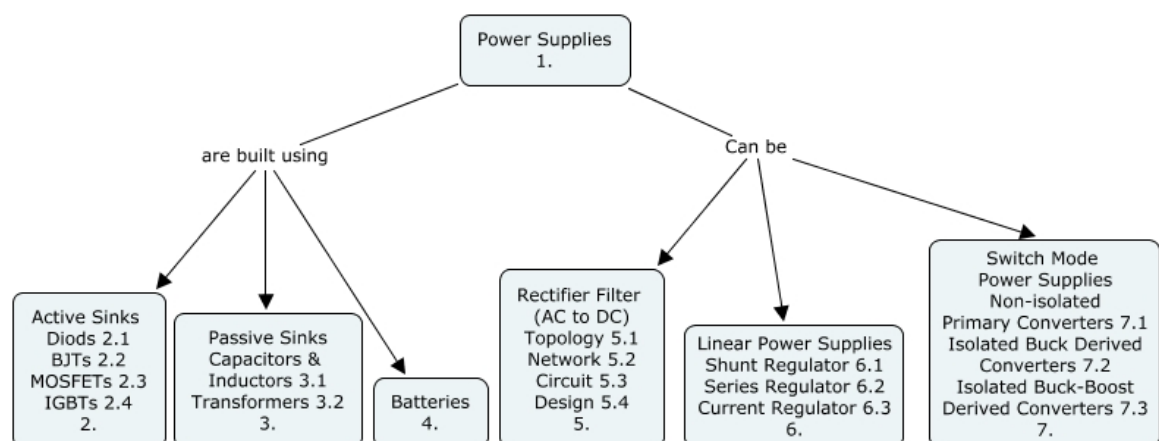 Power Supplies
1.
are built using
Can be
Active Sinks
Diods 2.1
BJTs 2.2
MOSFETs 2.3
IGBTs 2.4
2.
Passive Sinks
Capacitors &
Inductors 3.1
Transformers 3.2
3.
Batteries
4.
Rectifier Filter
(AC to DC)
Topology 5.1
Network 5.2
Circuit 5.3
Design 5.4
5.
Linear Power Supplies
Shunt Regulator 6.1
Series Regulator 6.2
Current Regulator 6.3
6.
Switch Mode
Power Supplies
Non-isolated
Primary Converters 7.1
Isolated Buck Derived
Converters 7.2
Isolated Buck-Boost
Derived Converters 7.3
7.